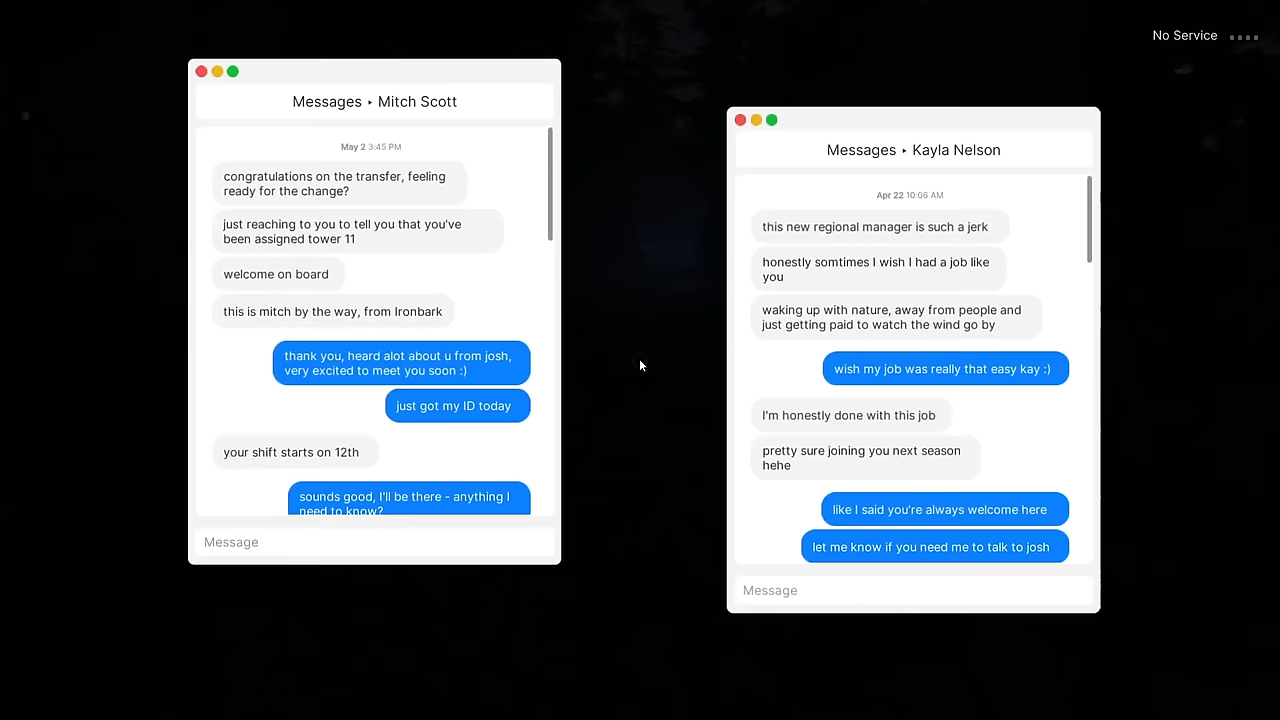 No Service
Messages ‣ Mitch Scott
May 2 3:45 PM
congratulations on the transfer, feeling
ready for the change?
just reaching to you to tell you that you've
been assigned tower 11
welcome on board
this is mitch by the way, from Ironbark
thank you, heard alot about u from josh,
very excited to meet you soon :)
just got my ID today
your shift starts on 12th
sounds good, I'll be there - anything I
need to know?
Message
Messages ‣ Kayla Nelson
Apr 22 10:06 AM
this new regional manager is such a jerk
honestly somtimes I wish I had a job like
you
waking up with nature, away from people and
just getting paid to watch the wind go by
wish my job was really that easy kay :)
I'm honestly done with this job
pretty sure joining you next season
hehe
like I said you're always welcome here
let me know if you need me to talk to josh
Message